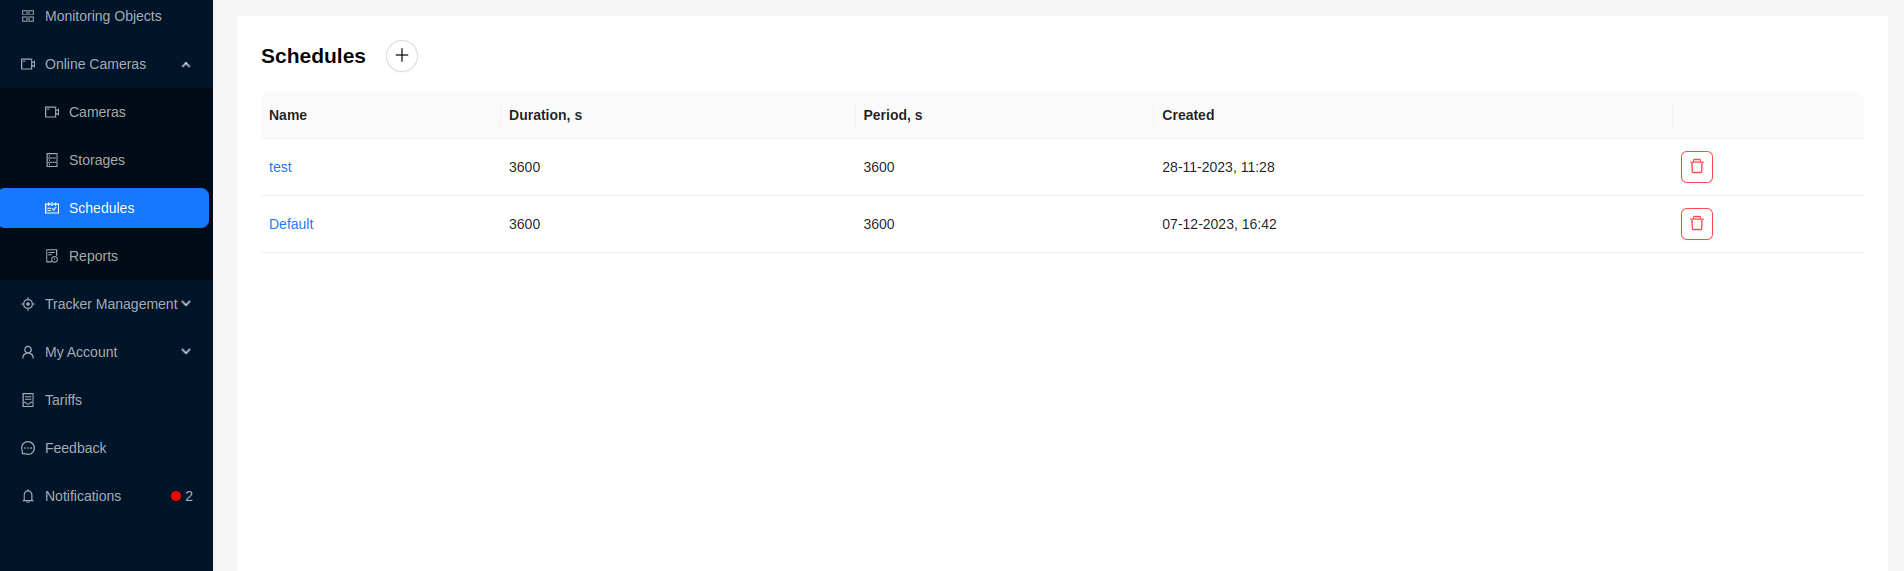 Monitoring Objects
Online Cameras
Cameras
Storages
Schedules
Reports
Tracker Management
My Account
Tariffs
Feedback
Notifications 2
Schedules
Name Duration, s Period, s Created
test 3600 3600 28-11-2023, 11:28
Default 3600 3600 07-12-2023, 16:42